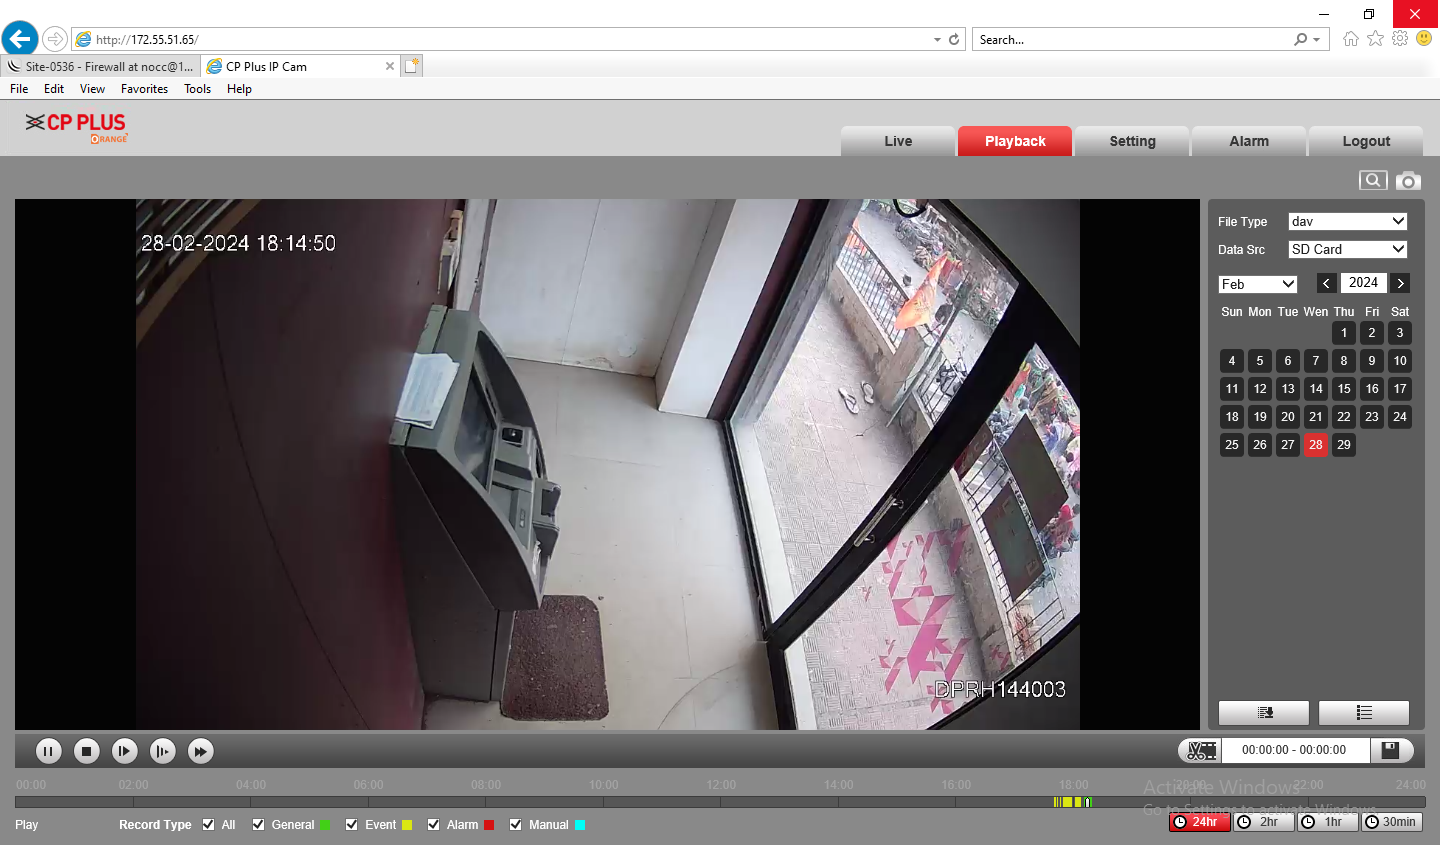 http://172.55.51.65/
Search...
Site-0536 - Firewall at nocc@1...
CP Plus IP Cam
File Edit View Favorites Tools Help
CP PLUS
ORANGE
Live Playback Setting Alarm Logout
28-02-2024 18:14:50
DPRH144003
File Type dav
Data Src SD Card
Feb 2024
Sun Mon Tue Wen Thu Fri Sat
1 2 3
4 5 6 7 8 9 10
11 12 13 14 15 16 17
18 19 20 21 22 23 24
25 26 27 28 29
00:00:00 - 00:00:00
00:00 02:00 04:00 06:00 08:00 10:00 12:00 14:00 16:00 18:00 20:00 22:00 24:00
Activate Windows
Go to Settings to activate Windows.
Play Record Type All General Event Alarm Manual
24hr 2hr 1hr 30min